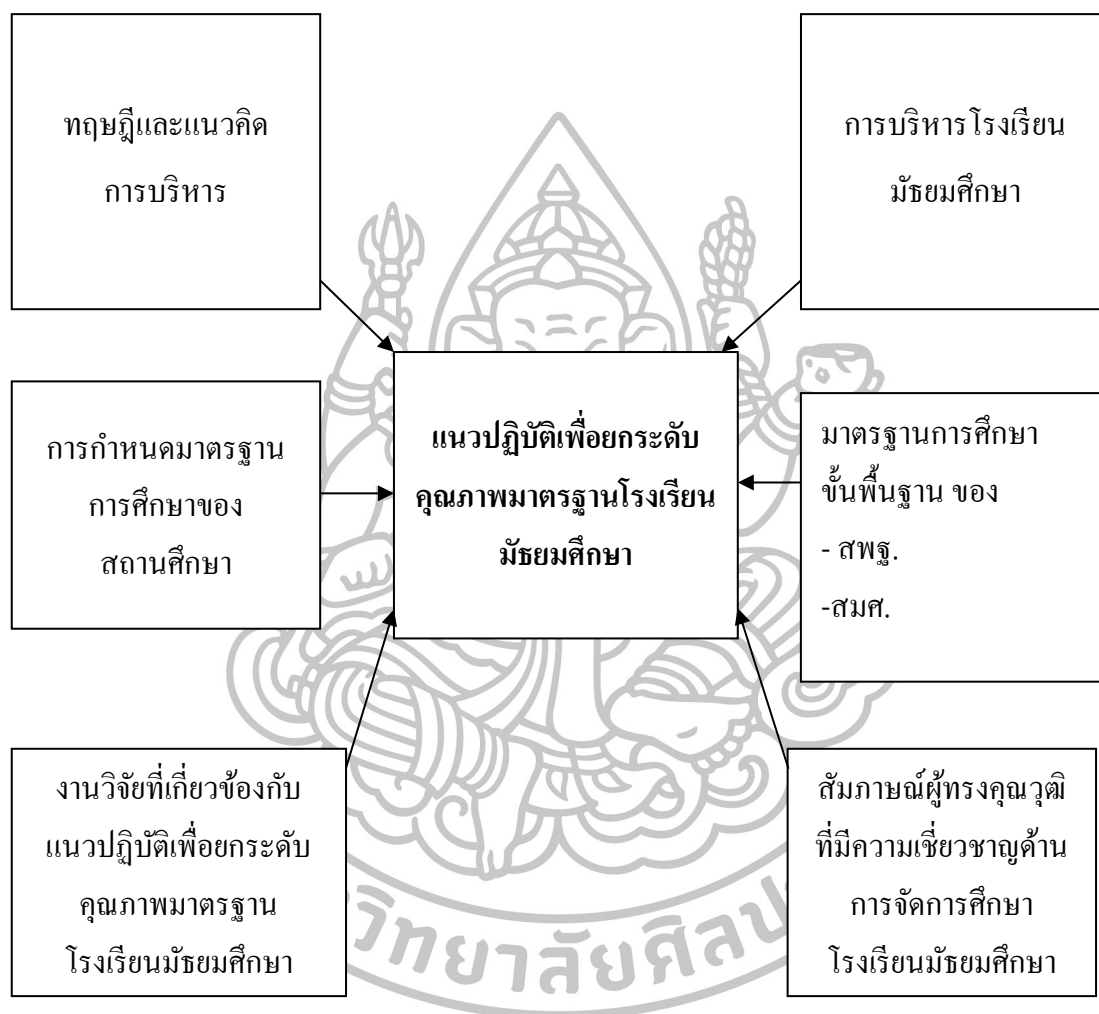 ทฤษฎีและแนวคิด
การบริหาร
การบริหารโรงเรียน
มัธยมศึกษา
การกำหนดมาตรฐาน
การศึกษาของ
สถานศึกษา
แนวปฏิบัติเพื่อยกระดับ
คุณภาพมาตรฐานโรงเรียน
มัธยมศึกษา
มาตรฐานการศึกษา
ขั้นพื้นฐาน ของ
- สพฐ.
-สมศ.
งานวิจัยที่เกี่ยวข้องกับ
แนวปฏิบัติเพื่อยกระดับ
คุณภาพมาตรฐาน
โรงเรียนมัธยมศึกษา
สัมภาษณ์ผู้ทรงคุณวุฒิ
ที่มีความเชี่ยวชาญด้าน
การจัดการศึกษา
โรงเรียนมัธยมศึกษา
วิทยาลัยศิลป